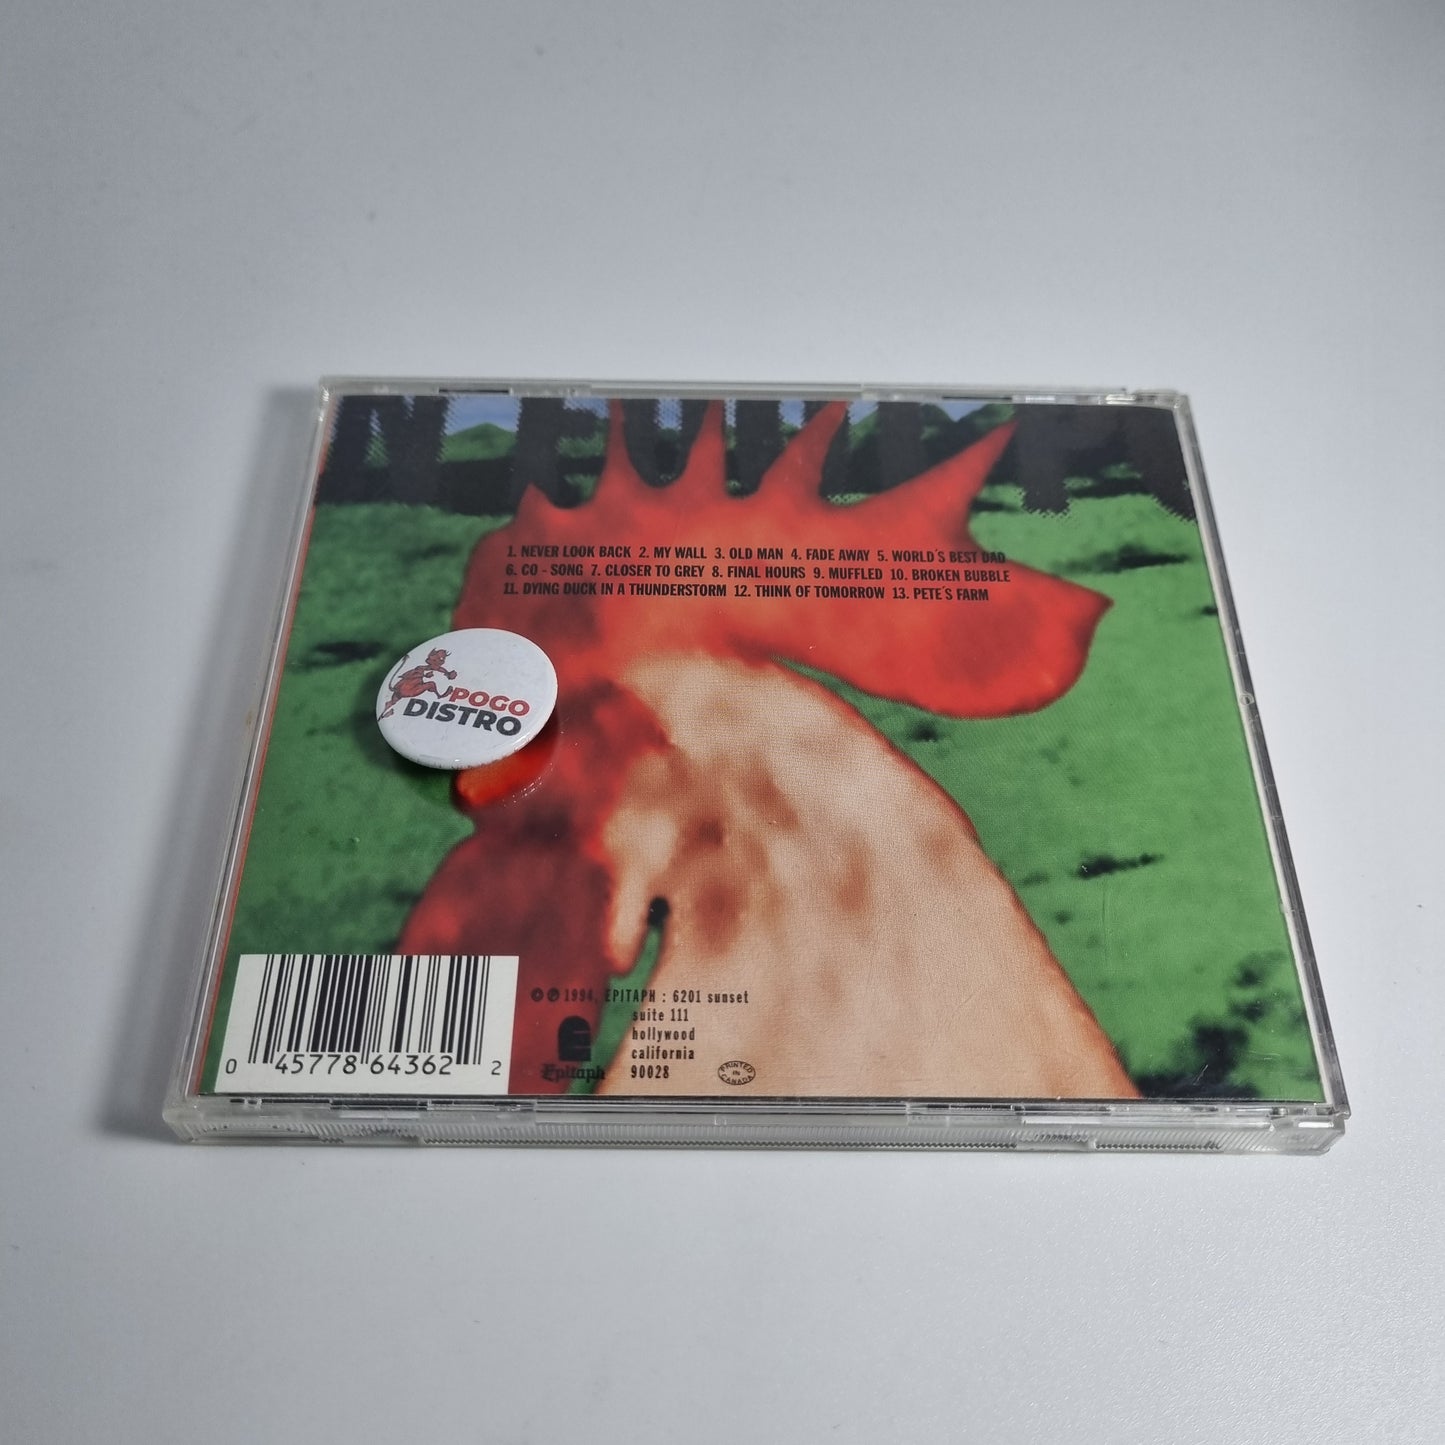 1. NEVER LOOK BACK 2. MY WALL 3. OLD MAN 4. FADE AWAY 5. WORLD´S BEST DAD
6. CO - SONG 7. CLOSER TO GREY 8. FINAL HOURS 9. MUFFLED 10. BROKEN BUBBLE
11. DYING DUCK IN A THUNDERSTORM 12. THINK OF TOMORROW 13. PETE´S FARM
POGO
DISTRO
© ℗ 1994, EPITAPH : 6201 sunset
suite 111
hollywood
california
90028
Epitaph
PRINTED
IN
CANADA
0 45778 64362 2